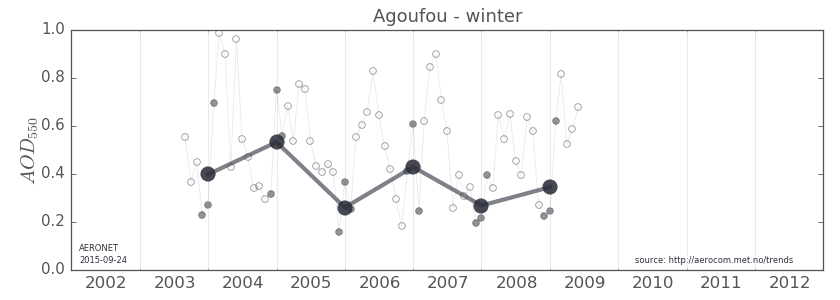 Agoufou - winter
1.0
0.8
0.6
0.4
0.2
0.0
AOD550
AERONET
2015-09-24
source: http://aerocom.met.no/trends
2002 2003 2004 2005 2006 2007 2008 2009 2010 2011 2012